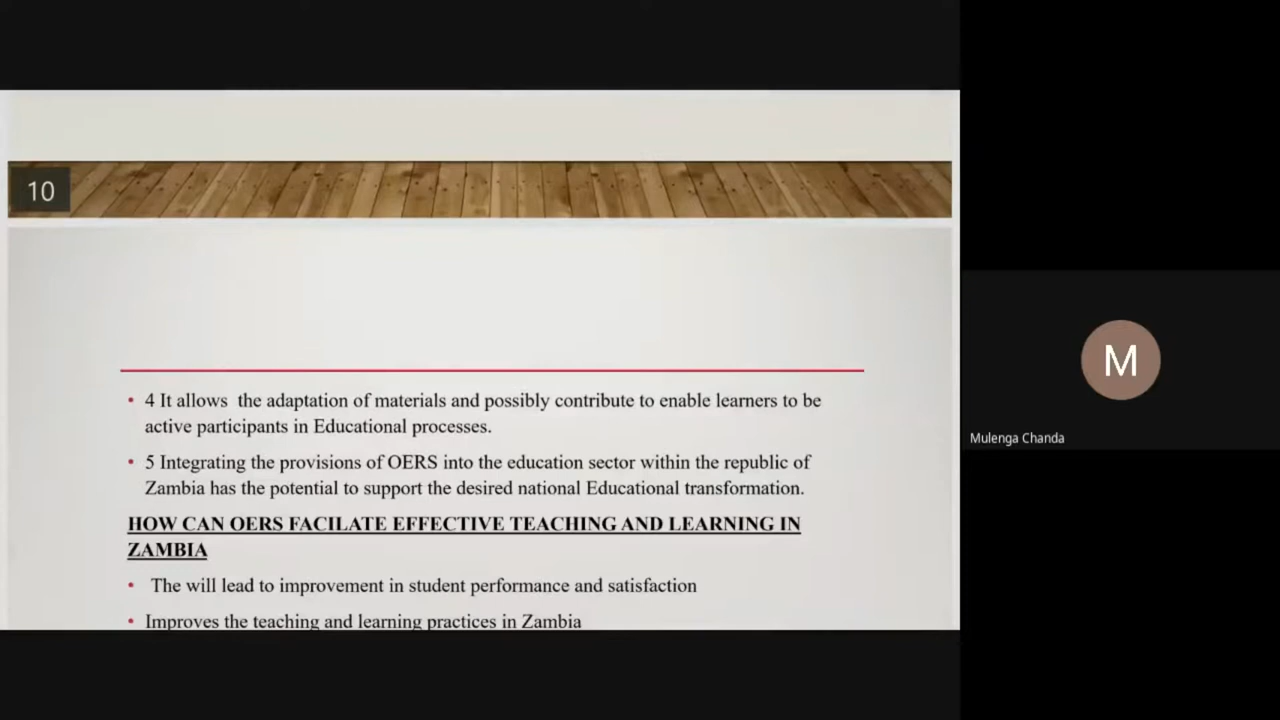 10
• 4 It allows the adaptation of materials and possibly contribute to enable learners to be
active participants in Educational processes.
• 5 Integrating the provisions of OERS into the education sector within the republic of
Zambia has the potential to support the desired national Educational transformation.
HOW CAN OERS FACILATE EFFECTIVE TEACHING AND LEARNING IN
ZAMBIA
• The will lead to improvement in student performance and satisfaction
• Improves the teaching and learning practices in Zambia
M
Mulenga Chanda